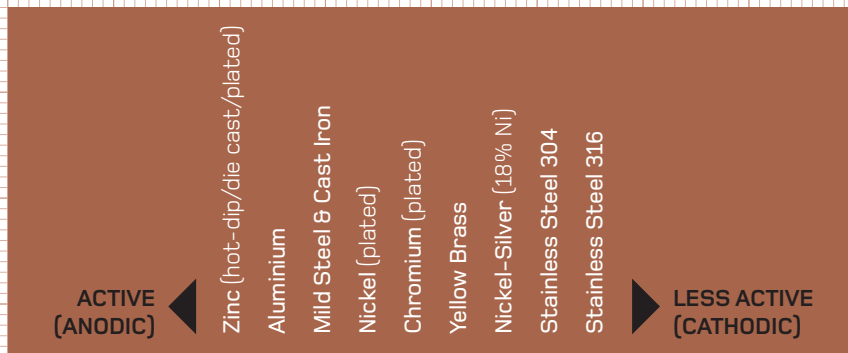 ACTIVE
(ANODIC)
Zinc (hot-dip/die cast/plated)
Aluminium
Mild Steel & Cast Iron
Nickel (plated)
Chromium (plated)
Yellow Brass
Nickel-Silver (18% Ni)
Stainless Steel 304
Stainless Steel 316
LESS ACTIVE
(CATHODIC)